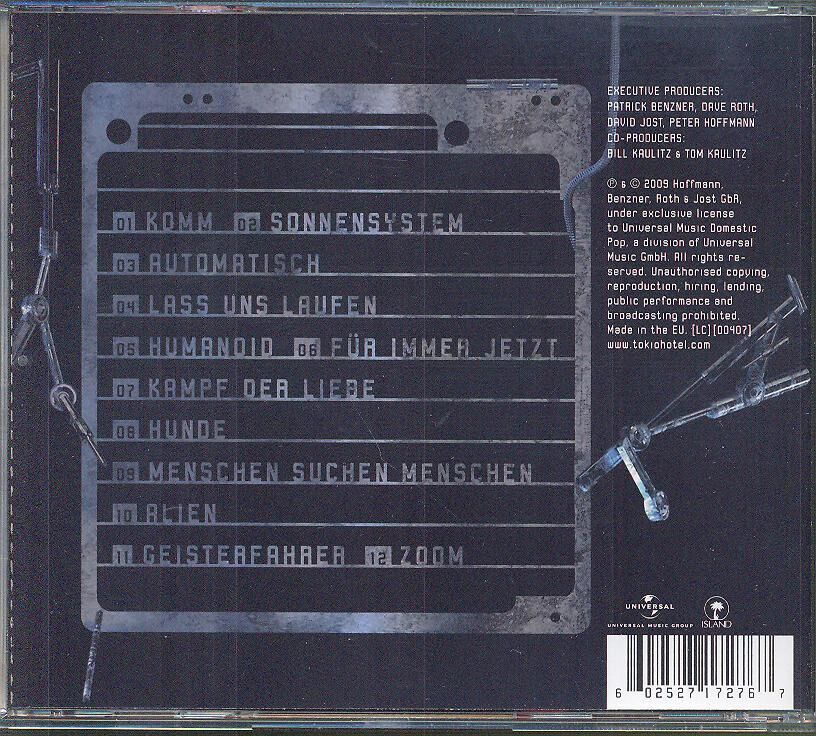 01 KOMM 02 SONNENSYSTEM
03 AUTOMATISCH
04 LASS UNS LAUFEN
05 HUMANOID 06 FÜR IMMER JETZT
07 KAMPF DER LIEBE
08 HUNDE
09 MENSCHEN SUCHEN MENSCHEN
10 ALIEN
11 GEISTERFAHRER 12 ZOOM
EXECUTIVE PRODUCERS:
PATRICK BENZNER, DAVE ROTH,
DAVID JOST, PETER HOFFMANN
CO-PRODUCERS:
BILL KAULITZ & TOM KAULITZ
℗ & © 2009 Hoffmann,
Benzner, Roth & Jost GbR,
under exclusive license
to Universal Music Domestic
Pop, a division of Universal
Music GmbH. All rights re-
served. Unauthorised copying,
reproduction, hiring, lending,
public performance and
broadcasting prohibited.
Made in the EU. [LC][00407]
www.tokiohotel.com
UNIVERSAL
UNIVERSAL MUSIC GROUP
ISLAND
6 02527 17276 7